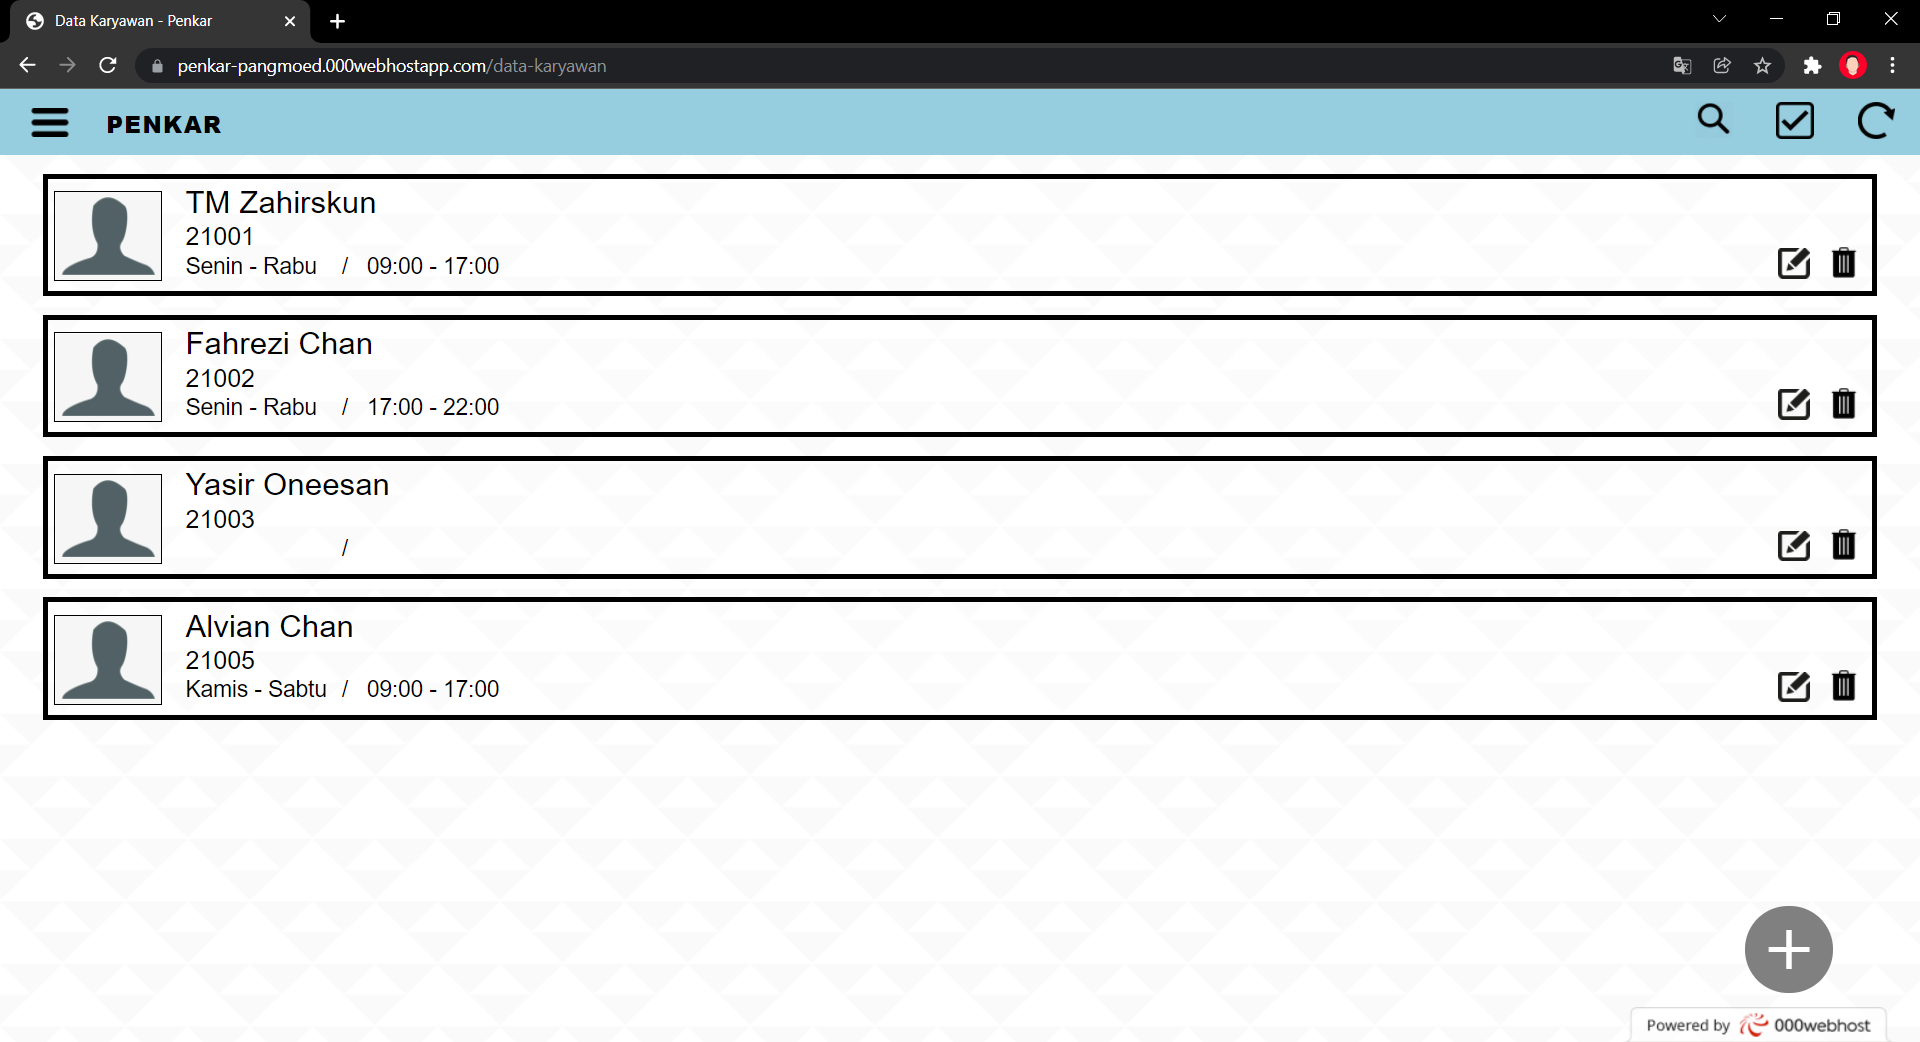 Data Karyawan - Penkar
penkar-pangmoed.000webhostapp.com/data-karyawan
PENKAR
TM Zahirskun
21001
Senin - Rabu / 09:00 - 17:00
Fahrezi Chan
21002
Senin - Rabu / 17:00 - 22:00
Yasir Oneesan
21003
/
Alvian Chan
21005
Kamis - Sabtu / 09:00 - 17:00
Powered by 000webhost